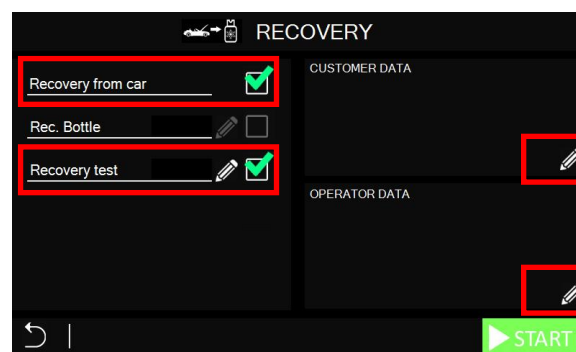 RECOVERY
Recovery from car
Rec. Bottle
Recovery test
CUSTOMER DATA
OPERATOR DATA
START